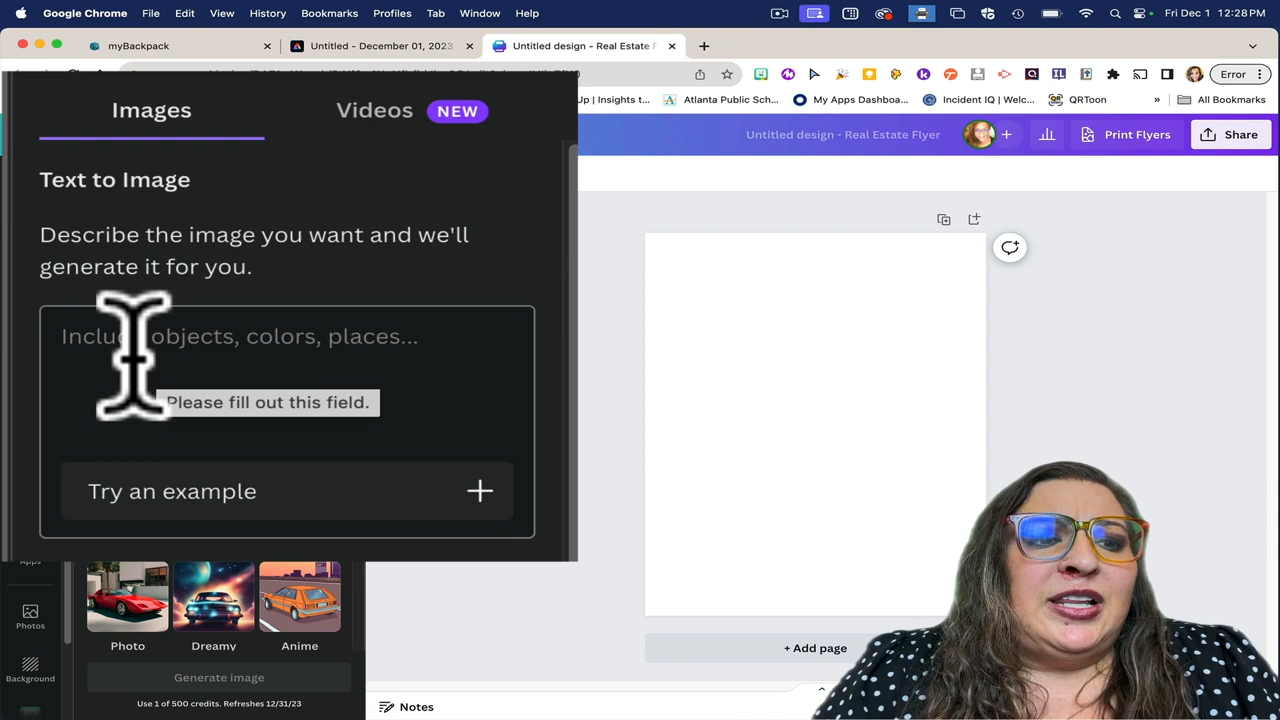 Google Chrome File Edit View History Bookmarks Profiles Tab Window Help Fri Dec 1 12:28 PM
myBackpack Untitled - December 01, 2023 Untitled design - Real Estate F
Error
Up | Insights t... Atlanta Public Sch... My Apps Dashboa... Incident IQ | Welc... QRToon » All Bookmarks
Untitled design - Real Estate Flyer Print Flyers Share
Images Videos NEW
Text to Image
Describe the image you want and we'll
generate it for you.
objects, colors, places...
Please fill out this field.
Try an example
Apps
Photos
Background
Photo Dreamy Anime
Generate image
Use 1 of 500 credits. Refreshes 12/31/23
+ Add page
Notes